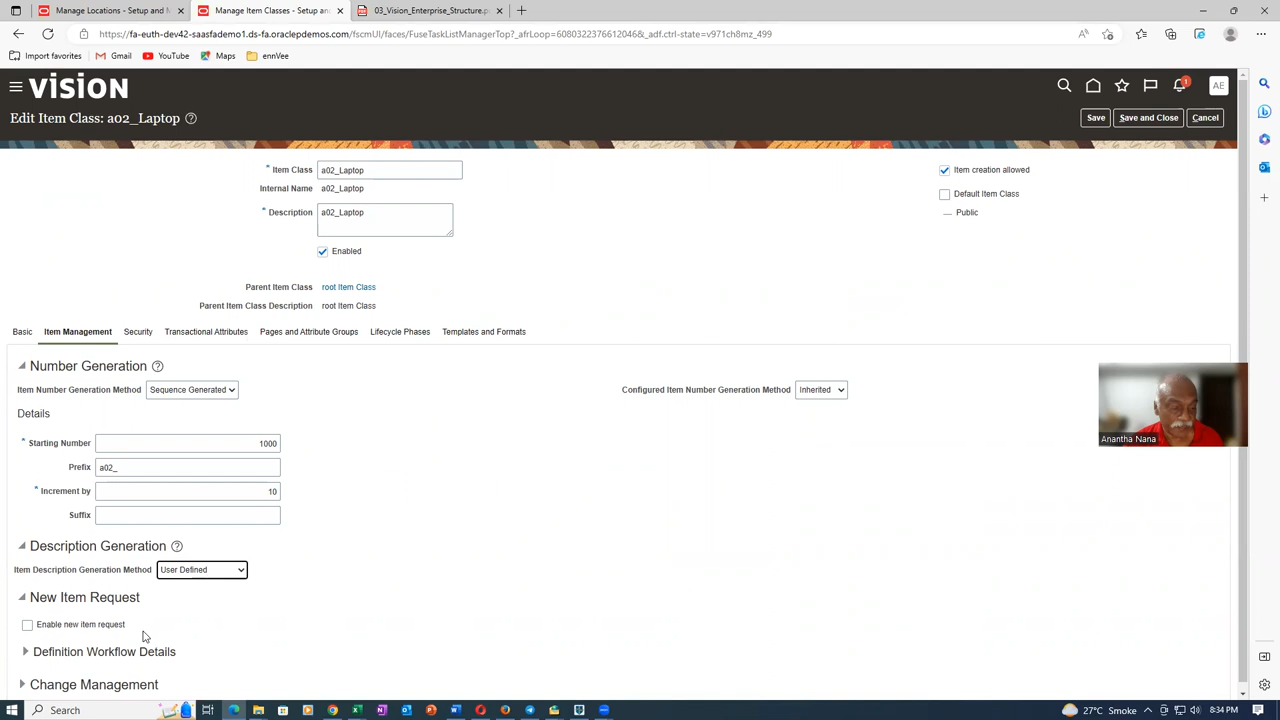 Manage Locations - Setup and M
Manage Item Classes - Setup and
03_Vision_Enterprise_Structure.p
https://fa-euth-dev42-saasfademo1.ds-fa.oraclepdemos.com/fscmUI/faces/FuseTaskListManagerTop?_afrLoop=6080322376612046&_adf.ctrl-state=v971ch8mz_499
Import favorites
Gmail
YouTube
Maps
ennVee
VISION
1
AE
Edit Item Class: a02_Laptop
Save
Save and Close
Cancel
* Item Class a02_Laptop
Item creation allowed
Internal Name a02_Laptop
Default Item Class
* Description a02_Laptop
Public
Enabled
Parent Item Class root Item Class
Parent Item Class Description root Item Class
Basic
Item Management
Security
Transactional Attributes
Pages and Attribute Groups
Lifecycle Phases
Templates and Formats
Number Generation
Item Number Generation Method Sequence Generated
Configured Item Number Generation Method Inherited
Details
* Starting Number 1000
Prefix a02_
* Increment by 10
Suffix
Anantha Nana
Description Generation
Item Description Generation Method User Defined
New Item Request
Enable new item request
Definition Workflow Details
Change Management
Search
27°C Smoke
8:34 PM